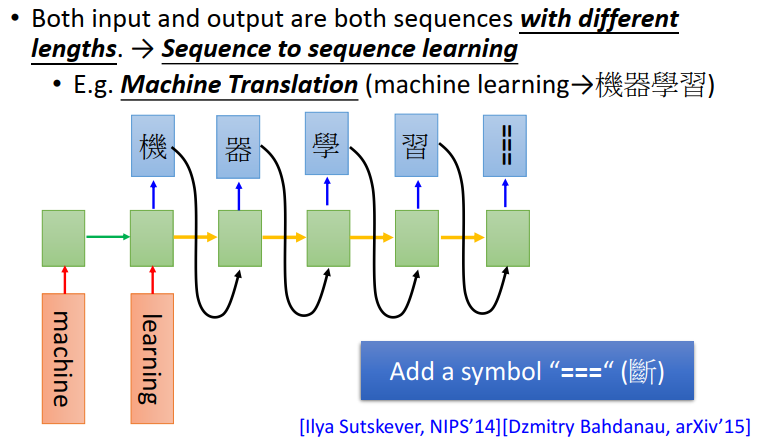 • Both input and output are both sequences with different
lengths. → Sequence to sequence learning
• E.g. Machine Translation (machine learning→機器學習)
機 器 學 習 ===
machine learning
Add a symbol “===“ (斷)
[Ilya Sutskever, NIPS’14][Dzmitry Bahdanau, arXiv’15]